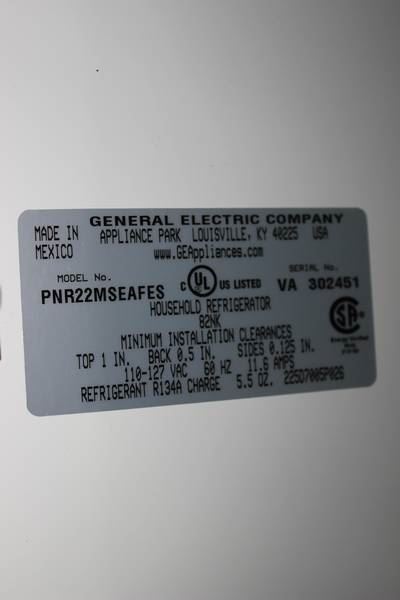 GENERAL ELECTRIC COMPANY
MADE IN MEXICO
APPLIANCE PARK LOUISVILLE, KY 40225 USA
www.GEAppliances.com
MODEL No.
PNR22MSEAFES
C UL US LISTED
SERIAL No.
VA 302451
HOUSEHOLD REFRIGERATOR
82NK
SA
Energy Verified
MINIMUM INSTALLATION CLEARANCES
TOP 1 IN. BACK 0.5 IN. SIDES 0.125 IN.
110-127 VAC 60 HZ 11.6 AMPS
REFRIGERANT R134A CHARGE 5.5 OZ. 225D7005P026